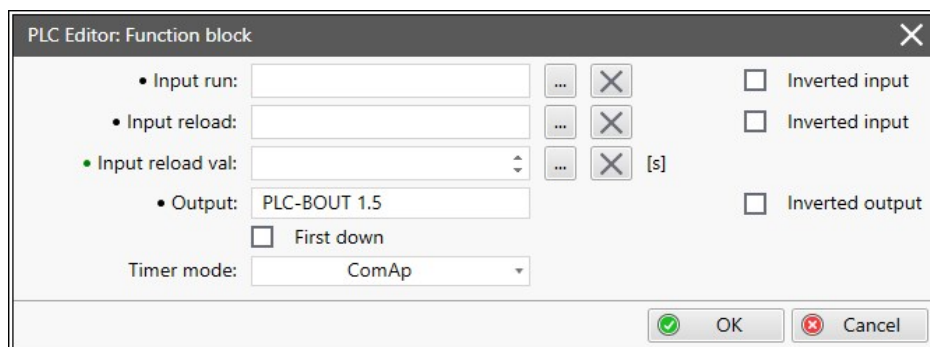 PLC Editor: Function block
• Input run: ... Inverted input
• Input reload: ... Inverted input
• Input reload val: ... [s]
• Output: PLC-BOUT 1.5 Inverted output
First down
Timer mode: ComAp
OK Cancel